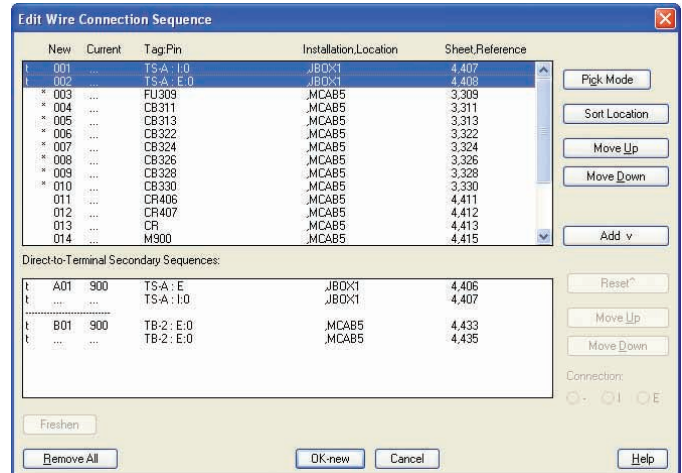 Edit Wire Connection Sequence
New Current Tag:Pin Installation,Location Sheet,Reference
t 001 ... TS-A : I:0 ,JBOX1 4,407
t 002 ... TS-A : E:0 ,JBOX1 4,408
* 003 ... FU309 ,MCAB5 3,309
* 004 ... CB311 ,MCAB5 3,311
* 005 ... CB313 ,MCAB5 3,313
* 006 ... CB322 ,MCAB5 3,322
* 007 ... CB324 ,MCAB5 3,324
* 008 ... CB326 ,MCAB5 3,326
* 009 ... CB328 ,MCAB5 3,328
* 010 ... CB330 ,MCAB5 3,330
011 ... CR406 ,MCAB5 4,411
012 ... CR407 ,MCAB5 4,412
013 ... CR ,MCAB5 4,413
014 ... M900 ,MCAB5 4,415
Pick Mode
Sort Location
Move Up
Move Down
Add v
Direct-to-Terminal Secondary Sequences:
t A01 900 TS-A : E ,JBOX1 4,406
t ... ... TS-A : I:0 ,JBOX1 4,407
t B01 900 TB-2 : E:0 ,MCAB5 4,433
t ... ... TB-2 : E:0 ,MCAB5 4,435
Reset^
Move Up
Move Down
Connection:
- I E
Freshen
Remove All OK-new Cancel Help